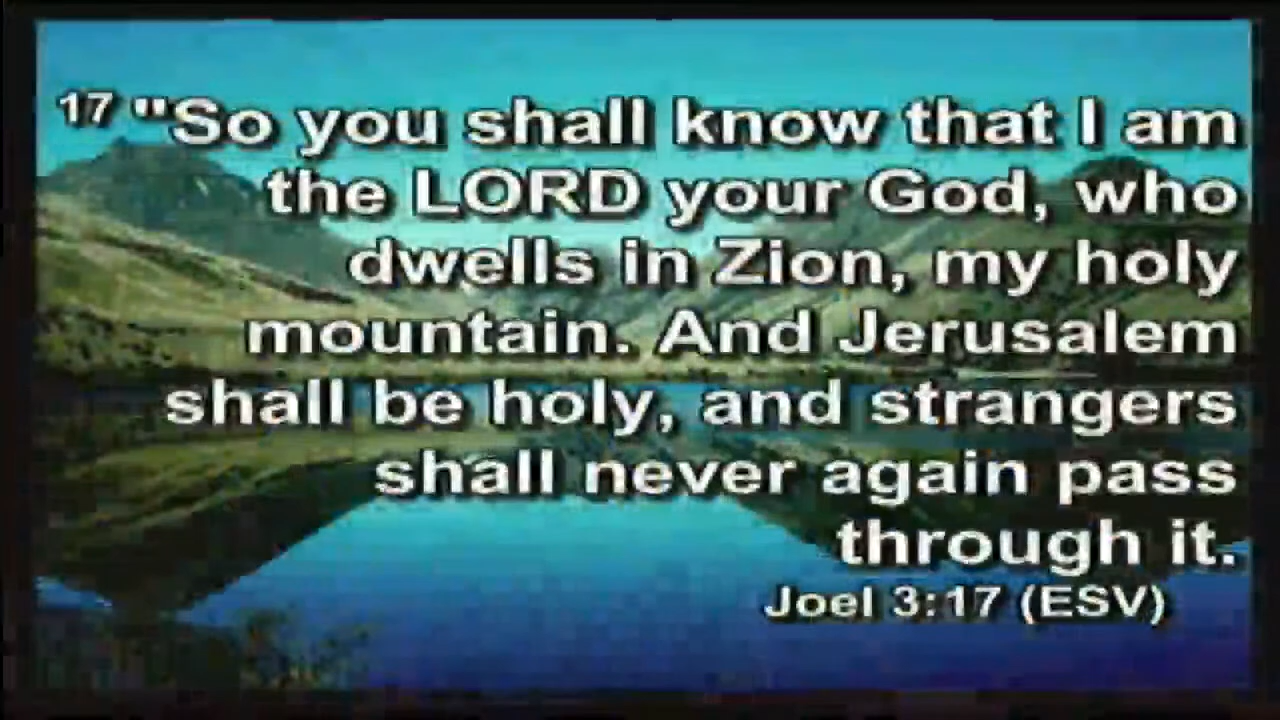 17 "So you shall know that I am
the LORD your God, who
dwells in Zion, my holy
mountain. And Jerusalem
shall be holy, and strangers
shall never again pass
through it.
Joel 3:17 (ESV)